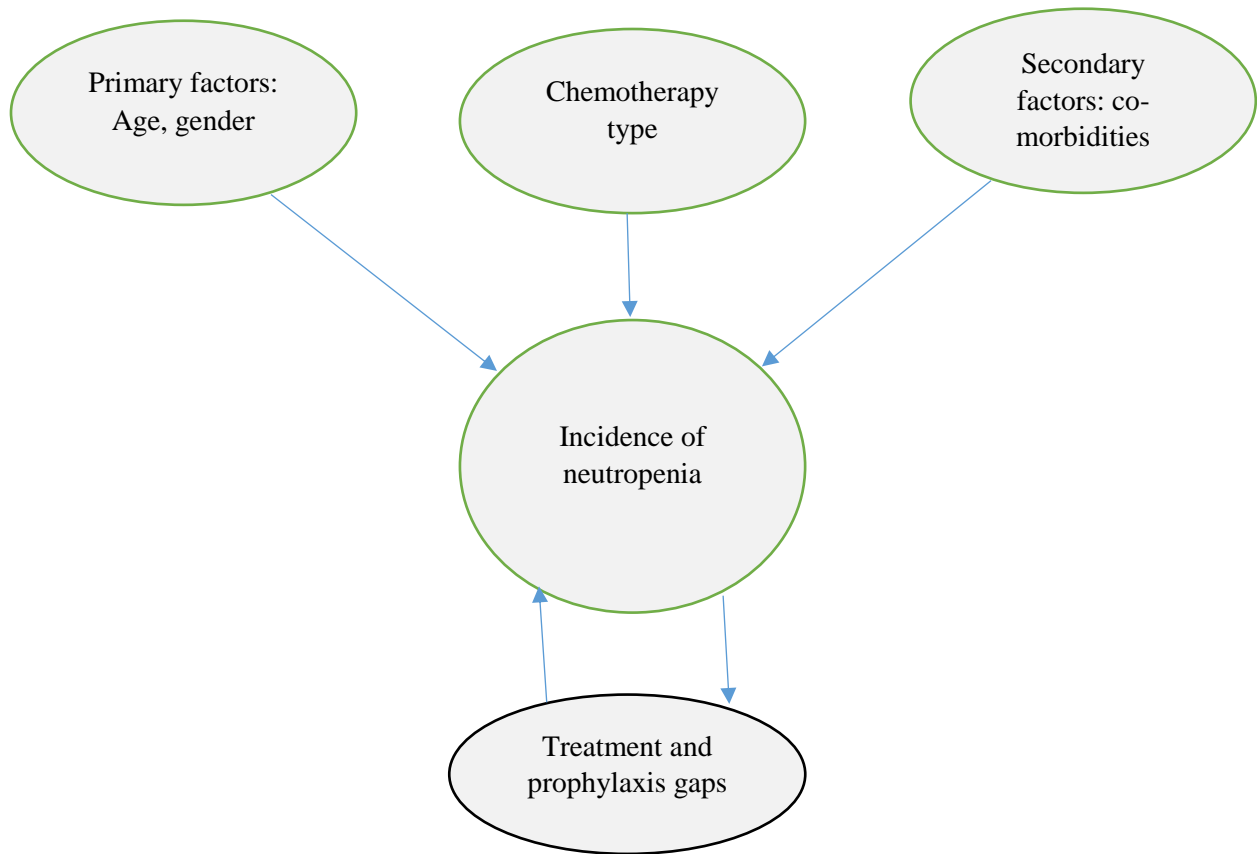 Primary factors:
Age, gender
Chemotherapy
type
Secondary
factors: co-
morbidities
Incidence of
neutropenia
Treatment and
prophylaxis gaps